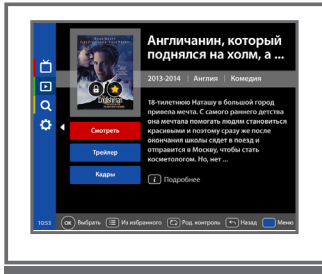 Англичанин, который
поднялся на холм, а ...
2013-2014 | Англия | Комедия
18-тилетнюю Наташу в большой город
привела мечта. С самого раннего детства
она мечтала помогать людям становиться
красивыми и поэтому сразу же после
окончания школы сядет в поезд и
отправится в Москву, чтобы стать
косметологом. Но, нет ...
i Подробнее
Englishman
Смотреть
Трейлер
Кадры
10:53
OK Выбрать Из избранного Род. контроль Назад Меню